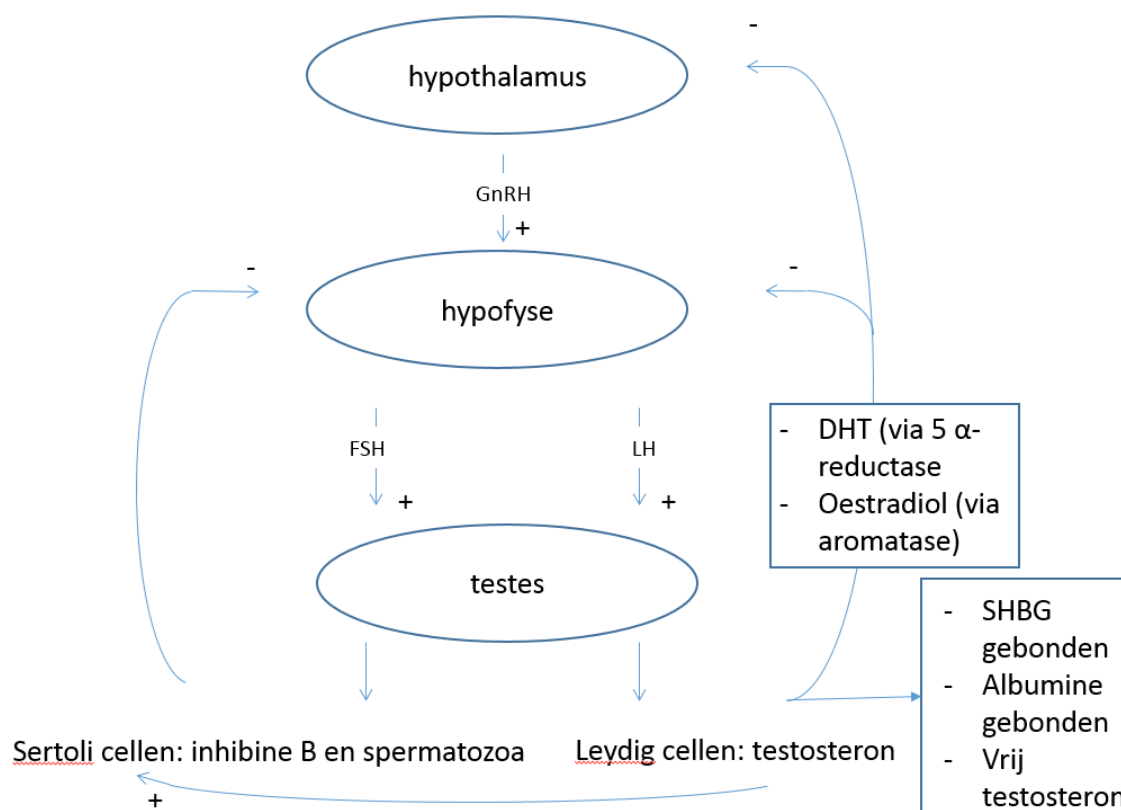 -
hypothalamus
GnRH
+
-
-
hypofyse
FSH
LH
+
+
- DHT (via 5 α-
reductase
- Oestradiol (via
aromatase)
testes
- SHBG
gebonden
- Albumine
gebonden
- Vrij
testosteron
Sertoli cellen: inhibine B en spermatozoa
Leydig cellen: testosteron
+